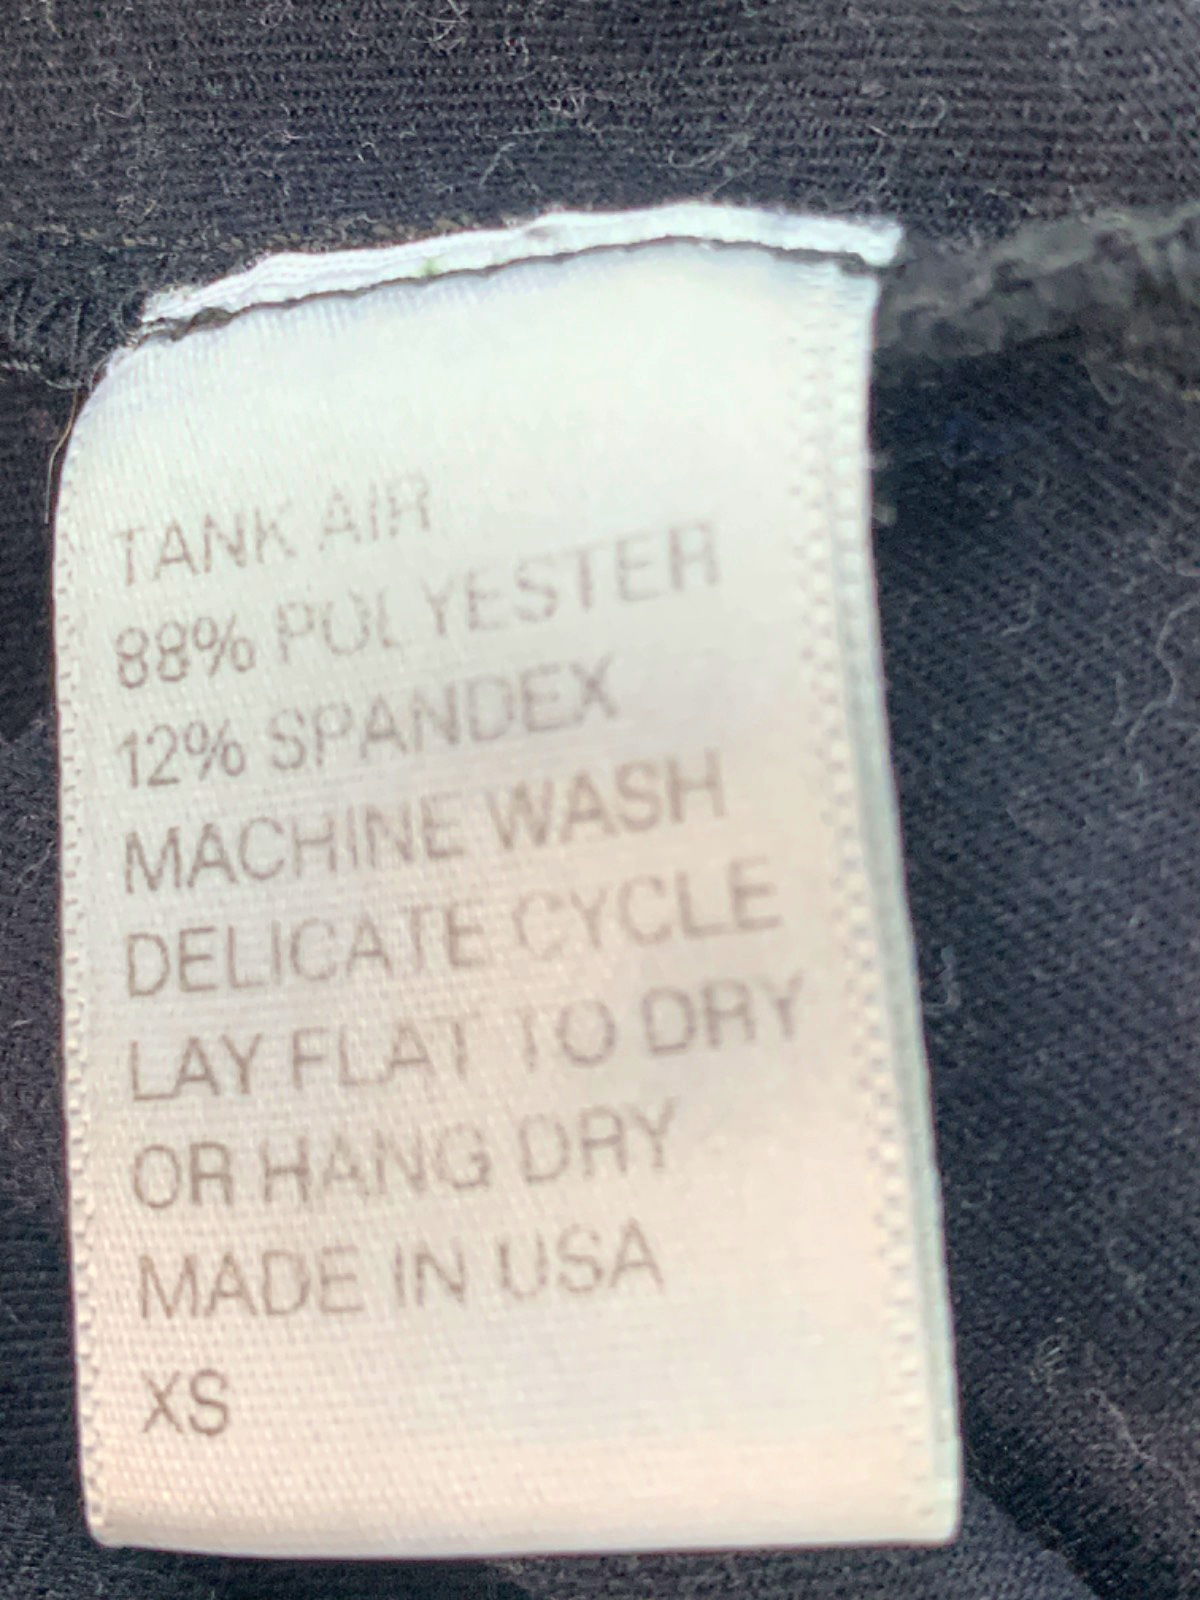 TANK AIR
88% POLYESTER
12% SPANDEX
MACHINE WASH
DELICATE CYCLE
LAY FLAT TO DRY
OR HANG DRY
MADE IN USA
XS